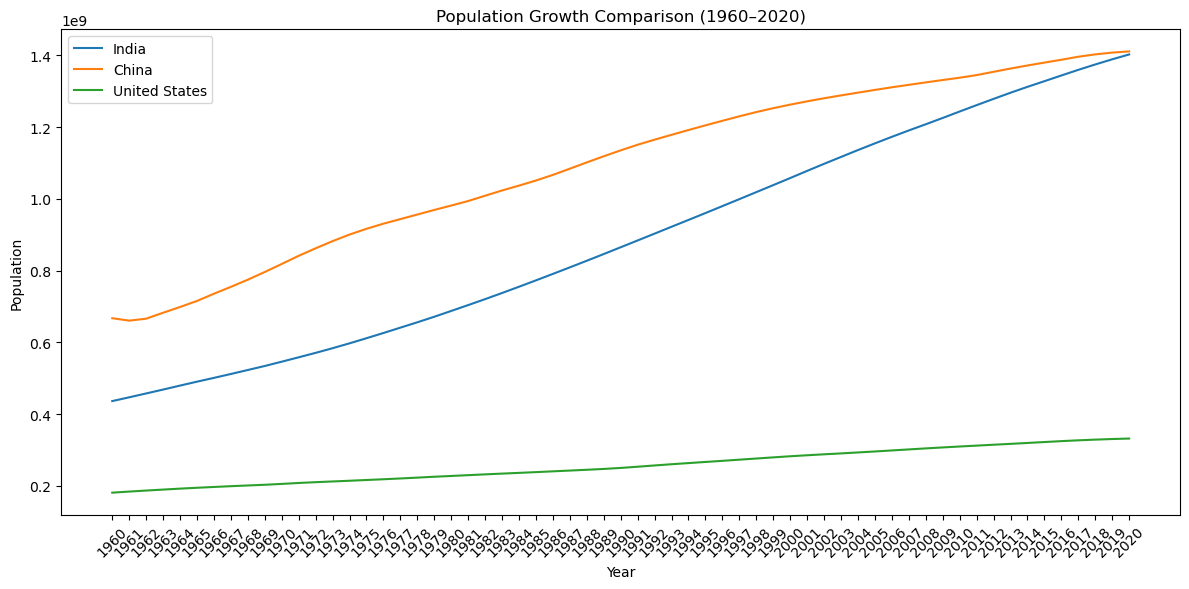 Population Growth Comparison (1960–2020)
1e9
India
China
United States
1.4
1.2
1.0
0.8
0.6
0.4
0.2
Population
1960 1961 1962 1963 1964 1965 1966 1967 1968 1969 1970 1971 1972 1973 1974 1975 1976 1977 1978 1979 1980 1981 1982 1983 1984 1985 1986 1987 1988 1989 1990 1991 1992 1993 1994 1995 1996 1997 1998 1999 2000 2001 2002 2003 2004 2005 2006 2007 2008 2009 2010 2011 2012 2013 2014 2015 2016 2017 2018 2019 2020
Year